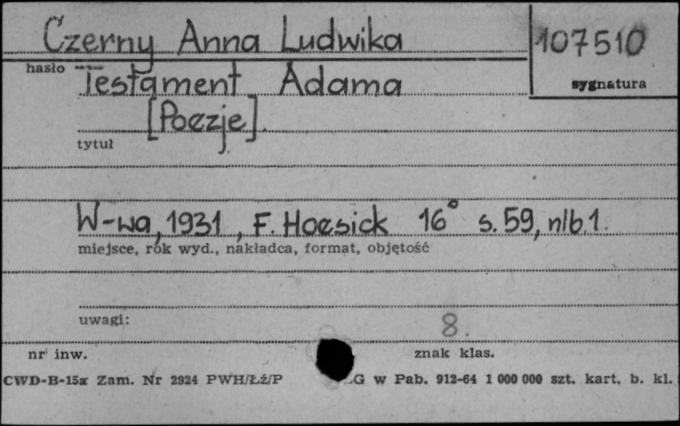 Czerny Anna Ludwika 107510
hasło
sygnatura
Testament Adama
[Poezje].
tytuł
W-wa, 1931, F. Hoesick 16° s. 59, nlb. 1.
miejsce, rok wyd., nakładca, format, objętość
uwagi:
8.
nr inw. znak klas.
CWD-B-15a Zam. Nr 2924 PWH/Łź/P G w Pab. 912-64 1 000 000 szt. kart. b. kl.